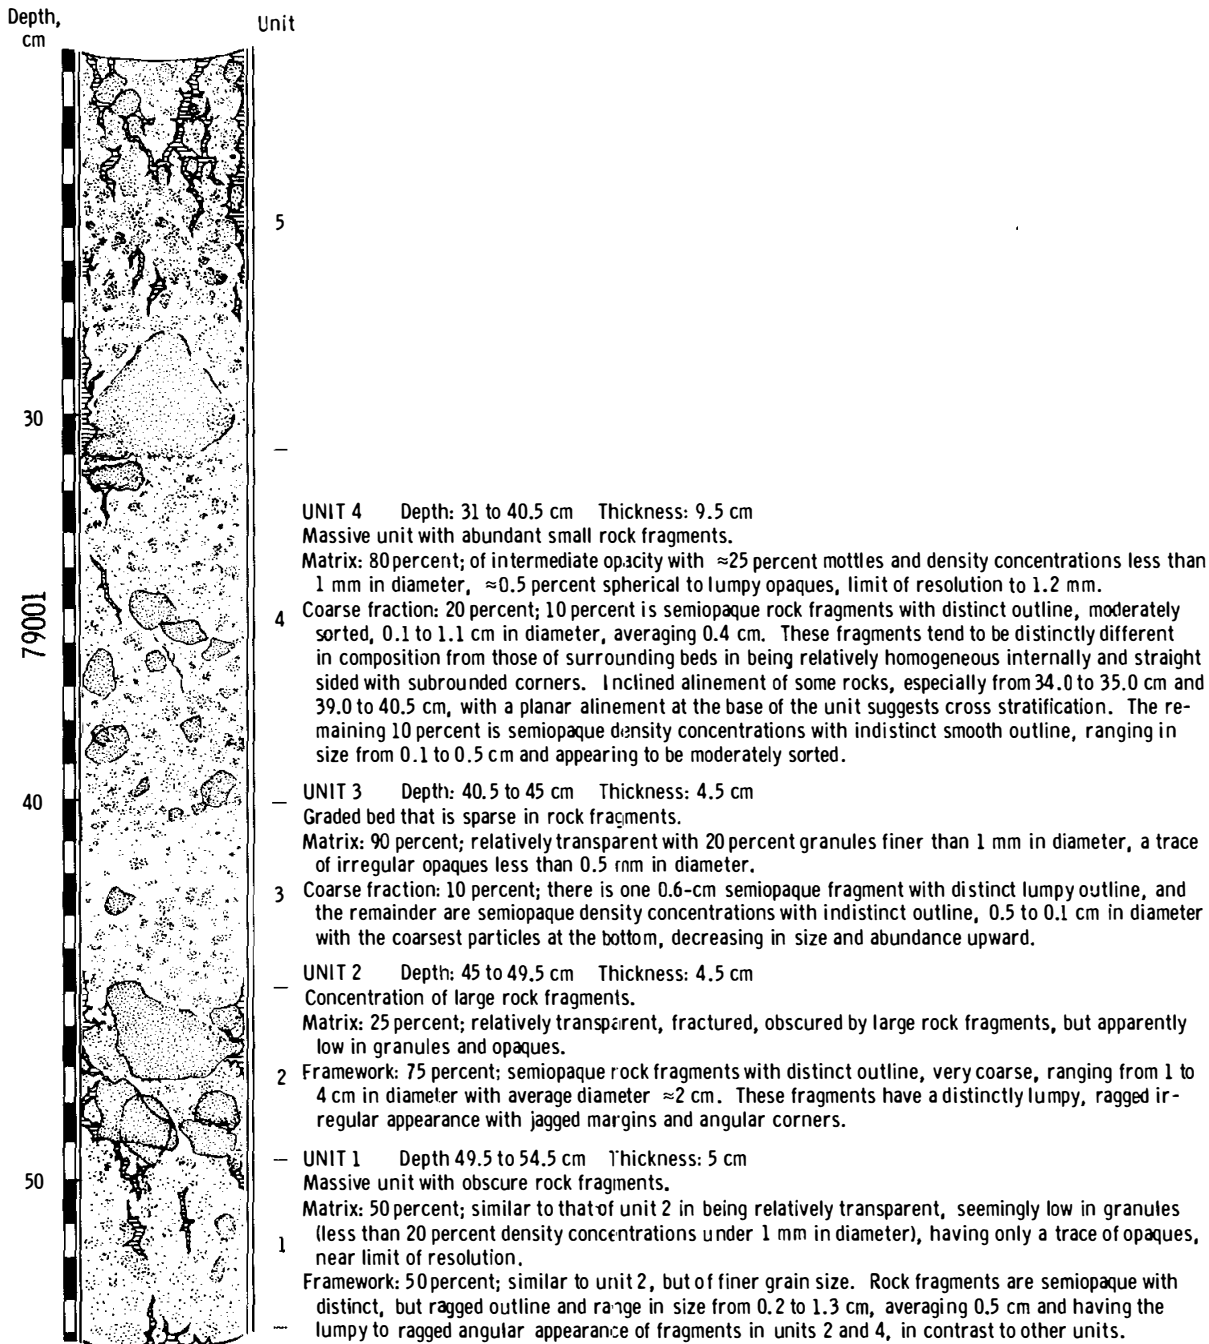 Depth,
cm
Unit
5
30
UNIT 4 Depth: 31 to 40.5 cm Thickness: 9.5 cm
Massive unit with abundant small rock fragments.
Matrix: 80 percent; of intermediate opacity with ≈25 percent mottles and density concentrations less than
1 mm in diameter, ≈0.5 percent spherical to lumpy opaques, limit of resolution to 1.2 mm.
4 Coarse fraction: 20 percent; 10 percent is semiopaque rock fragments with distinct outline, moderately
sorted, 0.1 to 1.1 cm in diameter, averaging 0.4 cm. These fragments tend to be distinctly different
in composition from those of surrounding beds in being relatively homogeneous internally and straight
sided with subrounded corners. Inclined alinement of some rocks, especially from 34.0 to 35.0 cm and
39.0 to 40.5 cm, with a planar alinement at the base of the unit suggests cross stratification. The re-
maining 10 percent is semiopaque density concentrations with indistinct smooth outline, ranging in
size from 0.1 to 0.5 cm and appearing to be moderately sorted.
79001
40
UNIT 3 Depth: 40.5 to 45 cm Thickness: 4.5 cm
Graded bed that is sparse in rock fragments.
Matrix: 90 percent; relatively transparent with 20 percent granules finer than 1 mm in diameter, a trace
of irregular opaques less than 0.5 mm in diameter.
3 Coarse fraction: 10 percent; there is one 0.6-cm semiopaque fragment with distinct lumpy outline, and
the remainder are semiopaque density concentrations with indistinct outline, 0.5 to 0.1 cm in diameter
with the coarsest particles at the bottom, decreasing in size and abundance upward.
UNIT 2 Depth: 45 to 49.5 cm Thickness: 4.5 cm
Concentration of large rock fragments.
Matrix: 25 percent; relatively transparent, fractured, obscured by large rock fragments, but apparently
low in granules and opaques.
2 Framework: 75 percent; semiopaque rock fragments with distinct outline, very coarse, ranging from 1 to
4 cm in diameter with average diameter ≈2 cm. These fragments have a distinctly lumpy, ragged ir-
regular appearance with jagged margins and angular corners.
50
UNIT 1 Depth 49.5 to 54.5 cm Thickness: 5 cm
Massive unit with obscure rock fragments.
Matrix: 50 percent; similar to that of unit 2 in being relatively transparent, seemingly low in granules
1 (less than 20 percent density concentrations under 1 mm in diameter), having only a trace of opaques,
near limit of resolution.
Framework: 50 percent; similar to unit 2, but of finer grain size. Rock fragments are semiopaque with
distinct, but ragged outline and range in size from 0.2 to 1.3 cm, averaging 0.5 cm and having the
lumpy to ragged angular appearance of fragments in units 2 and 4, in contrast to other units.